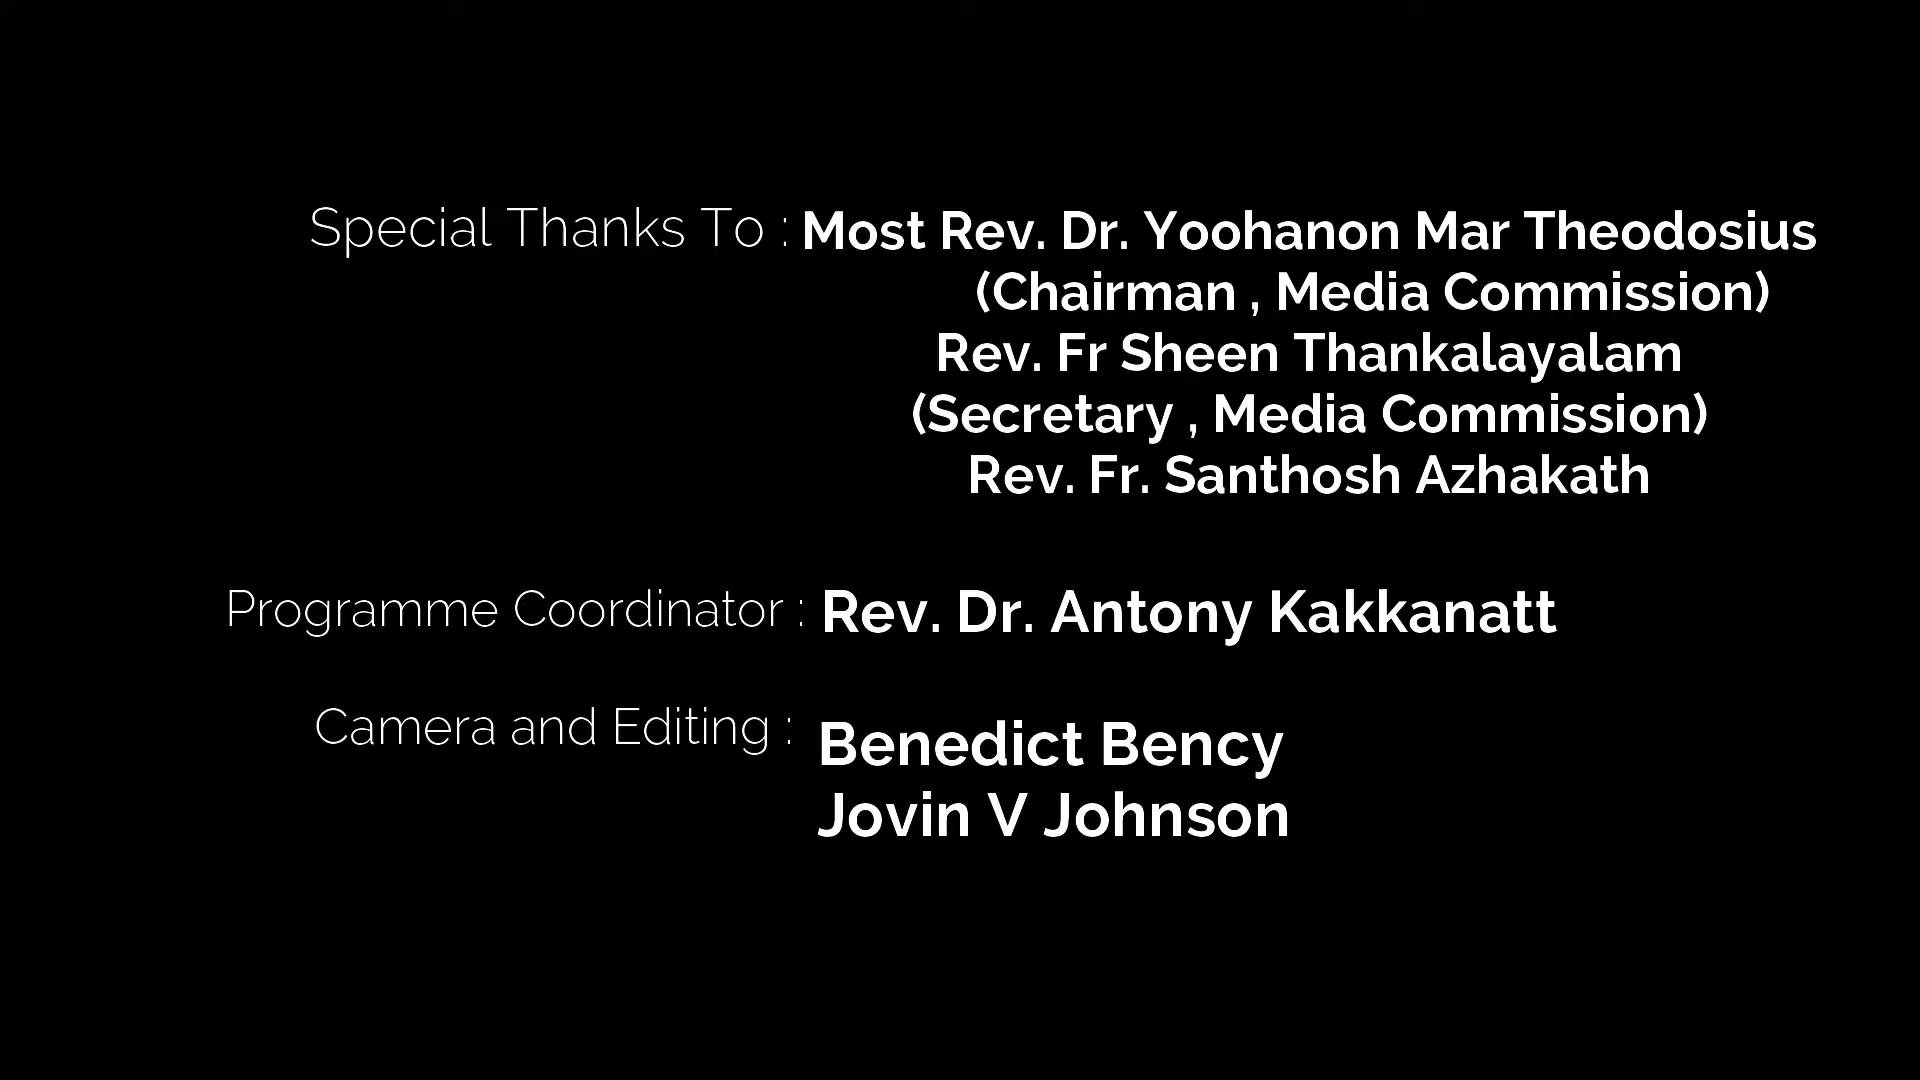 Special Thanks To : Most Rev. Dr. Yoohanon Mar Theodosius
(Chairman , Media Commission)
Rev. Fr Sheen Thankalayalam
(Secretary , Media Commission)
Rev. Fr. Santhosh Azhakath
Programme Coordinator : Rev. Dr. Antony Kakkanatt
Camera and Editing : Benedict Bency
Jovin V Johnson